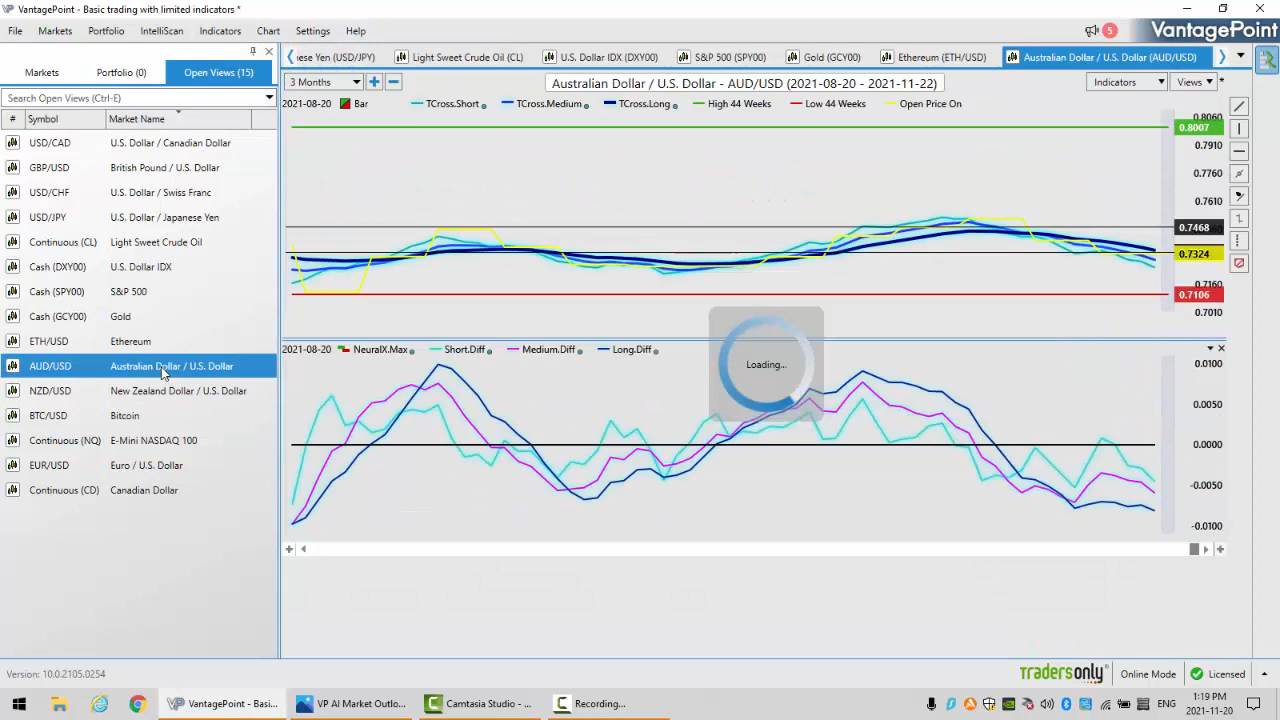 VantagePoint - Basic trading with limited indicators *
File Markets Portfolio IntelliScan Indicators Chart Settings Help
5
VantagePoint
Markets Portfolio (0) Open Views (15)
ese Yen (USD/JPY) Light Sweet Crude Oil (CL) U.S. Dollar IDX (DXY00) S&P 500 (SPY00) Gold (GCY00) Ethereum (ETH/USD) Australian Dollar / U.S. Dollar (AUD/USD)
Search Open Views (Ctrl-E)
# Symbol Market Name
USD/CAD U.S. Dollar / Canadian Dollar
GBP/USD British Pound / U.S. Dollar
USD/CHF U.S. Dollar / Swiss Franc
USD/JPY U.S. Dollar / Japanese Yen
Continuous (CL) Light Sweet Crude Oil
Cash (DXY00) U.S. Dollar IDX
Cash (SPY00) S&P 500
Cash (GCY00) Gold
ETH/USD Ethereum
AUD/USD Australian Dollar / U.S. Dollar
NZD/USD New Zealand Dollar / U.S. Dollar
BTC/USD Bitcoin
Continuous (NQ) E-Mini NASDAQ 100
EUR/USD Euro / U.S. Dollar
Continuous (CD) Canadian Dollar
3 Months
Australian Dollar / U.S. Dollar - AUD/USD (2021-08-20 - 2021-11-22)
Indicators Views *
2021-08-20 Bar TCross.Short TCross.Medium TCross.Long High 44 Weeks Low 44 Weeks Open Price On
0.8060
0.8007
0.7910
0.7760
0.7610
0.7468
0.7324
0.7160
0.7106
0.7010
Loading...
2021-08-20 NeuralX.Max Short.Diff Medium.Diff Long.Diff
0.0100
0.0050
0.0000
-0.0050
-0.0100
Version: 10.0.2105.0254
tradersonly Online Mode Licensed
VantagePoint - Basi... VP AI Market Outlo... Camtasia Studio - ... Recording...
ENG
1:19 PM
2021-11-20